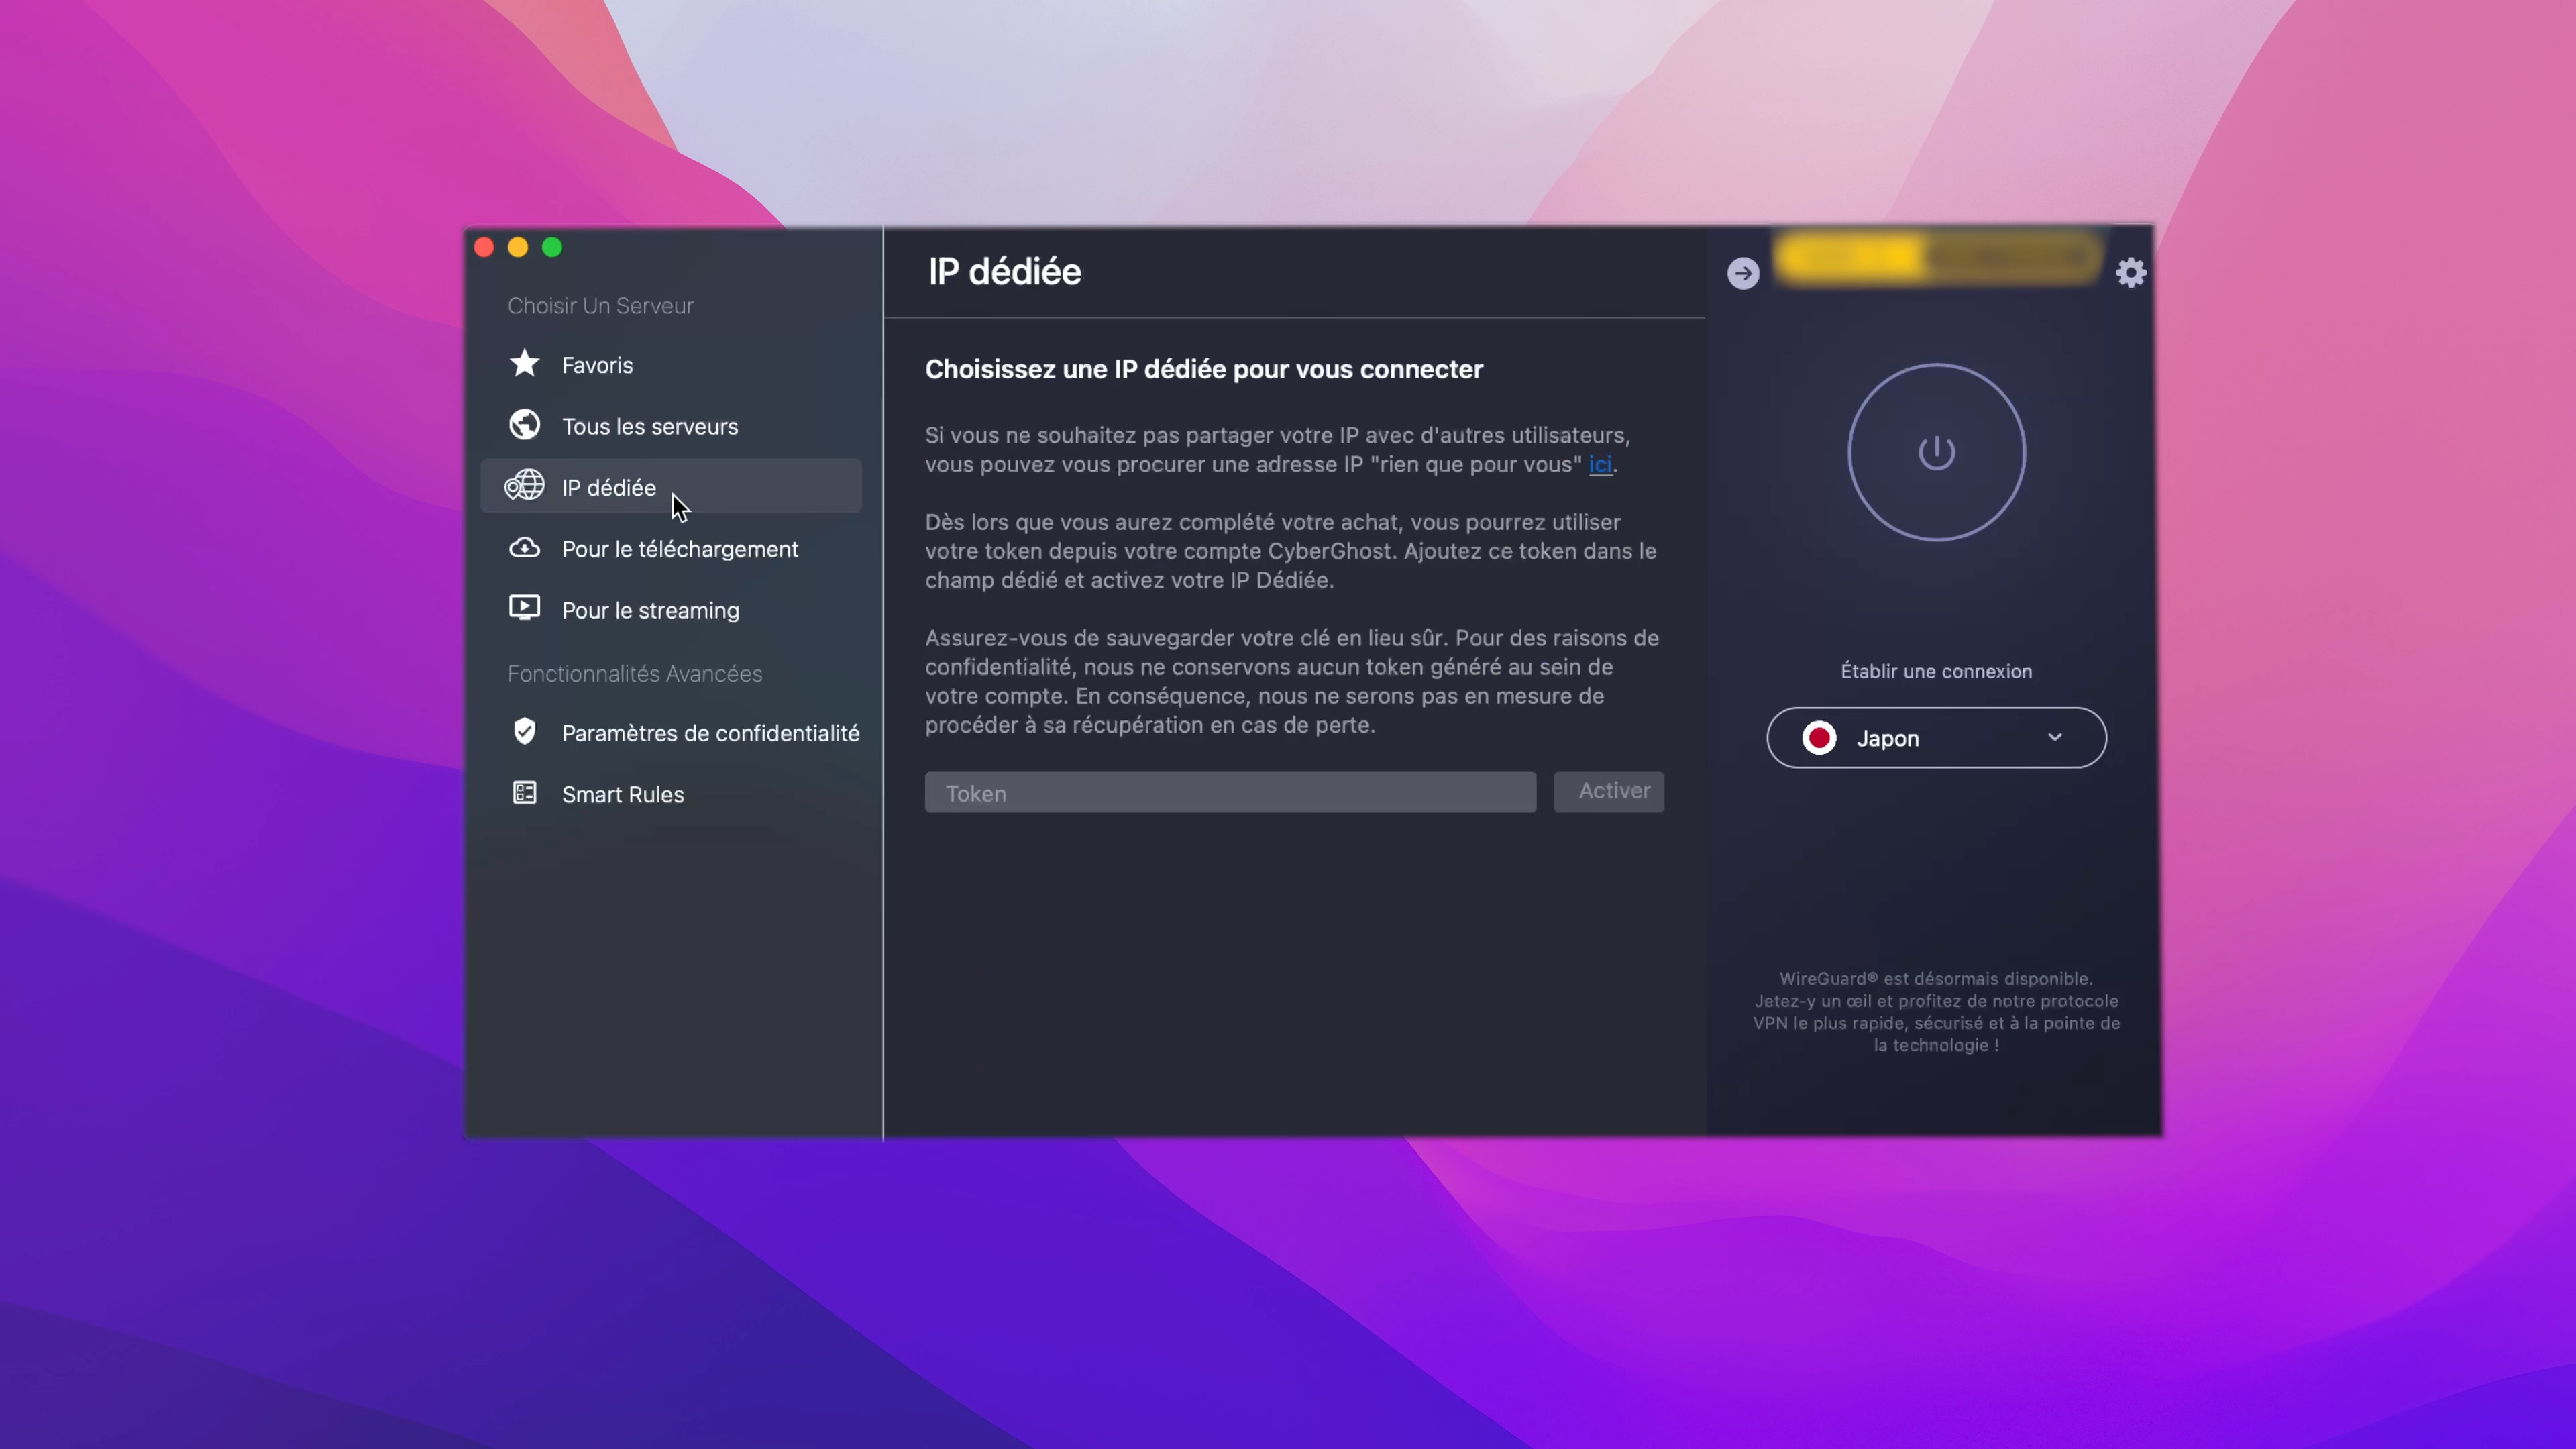 Choisir Un Serveur
Favoris
Tous les serveurs
IP dédiée
Pour le téléchargement
Pour le streaming
Fonctionnalités Avancées
Paramètres de confidentialité
Smart Rules
IP dédiée
Choisissez une IP dédiée pour vous connecter
Si vous ne souhaitez pas partager votre IP avec d'autres utilisateurs,
vous pouvez vous procurer une adresse IP "rien que pour vous" ici.
Dès lors que vous aurez complété votre achat, vous pourrez utiliser
votre token depuis votre compte CyberGhost. Ajoutez ce token dans le
champ dédié et activez votre IP Dédiée.
Assurez-vous de sauvegarder votre clé en lieu sûr. Pour des raisons de
confidentialité, nous ne conservons aucun token généré au sein de
votre compte. En conséquence, nous ne serons pas en mesure de
procéder à sa récupération en cas de perte.
Token
Activer
Établir une connexion
Japon
WireGuard® est désormais disponible.
Jetez-y un œil et profitez de notre protocole
VPN le plus rapide, sécurisé et à la pointe de
la technologie !